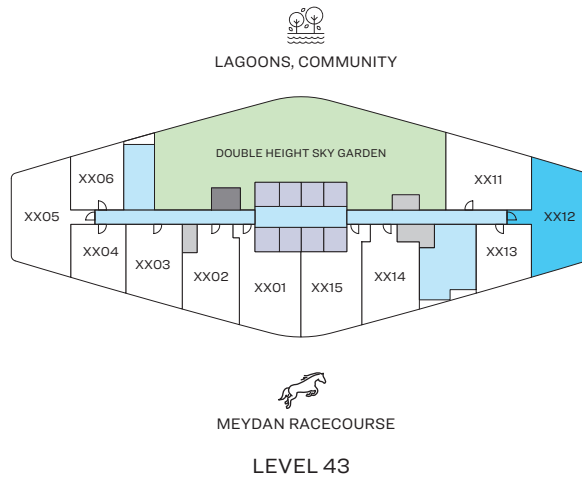 LAGOONS, COMMUNITY
DOUBLE HEIGHT SKY GARDEN
XX06
XX11
XX05
XX12
XX04
XX03
XX02
XX01
XX15
XX14
XX13
MEYDAN RACECOURSE
LEVEL 43